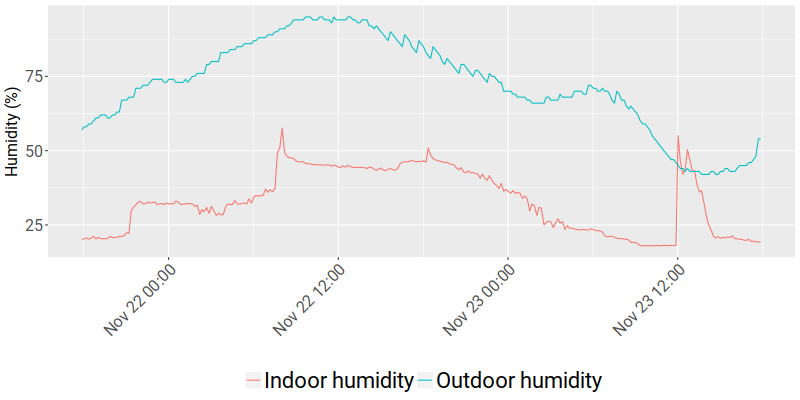 Humidity (%)
75
50
25
Nov 22 00:00
Nov 22 12:00
Nov 23 00:00
Nov 23 12:00
Indoor humidity
Outdoor humidity